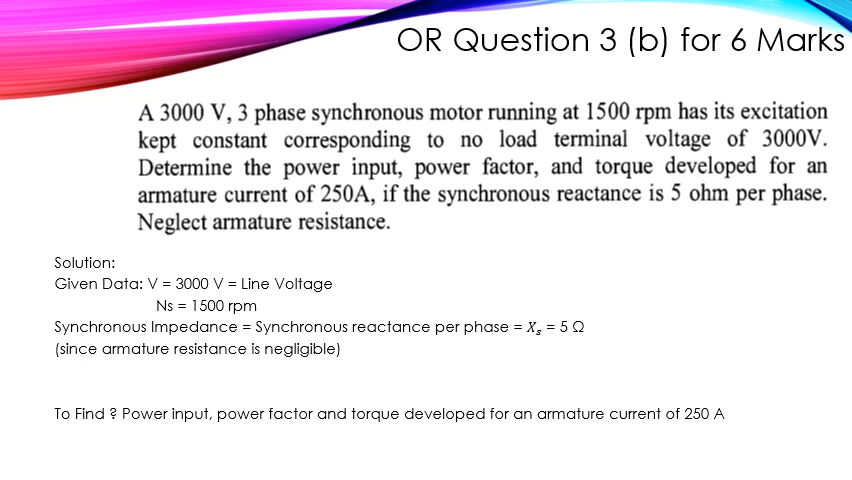 OR Question 3 (b) for 6 Marks
A 3000 V, 3 phase synchronous motor running at 1500 rpm has its excitation
kept constant corresponding to no load terminal voltage of 3000V.
Determine the power input, power factor, and torque developed for an
armature current of 250A, if the synchronous reactance is 5 ohm per phase.
Neglect armature resistance.
Solution:
Given Data: V = 3000 V = Line Voltage
Ns = 1500 rpm
Synchronous Impedance = Synchronous reactance per phase = Xₛ = 5 Ω
(since armature resistance is negligible)
To Find ? Power input, power factor and torque developed for an armature current of 250 A